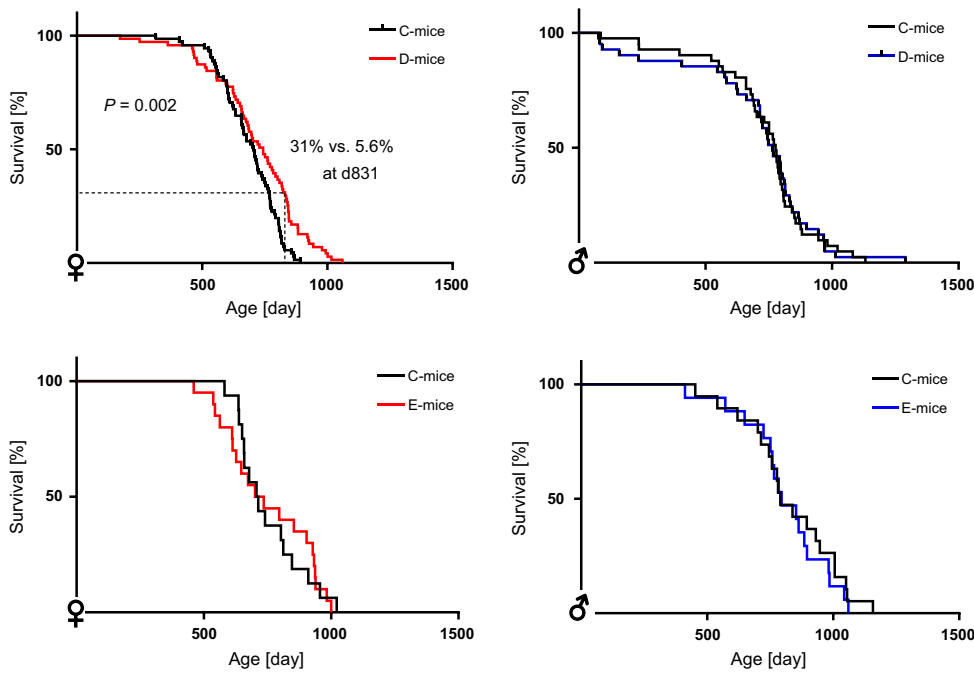 C-mice
D-mice
100
P = 0.002
31% vs. 5.6%
at d831
50
Survival [%]
♀
500
1000
1500
Age [day]
C-mice
D-mice
100
50
Survival [%]
♂
500
1000
1500
Age [day]
C-mice
E-mice
100
50
Survival [%]
♀
500
1000
1500
Age [day]
C-mice
E-mice
100
50
Survival [%]
♂
500
1000
1500
Age [day]